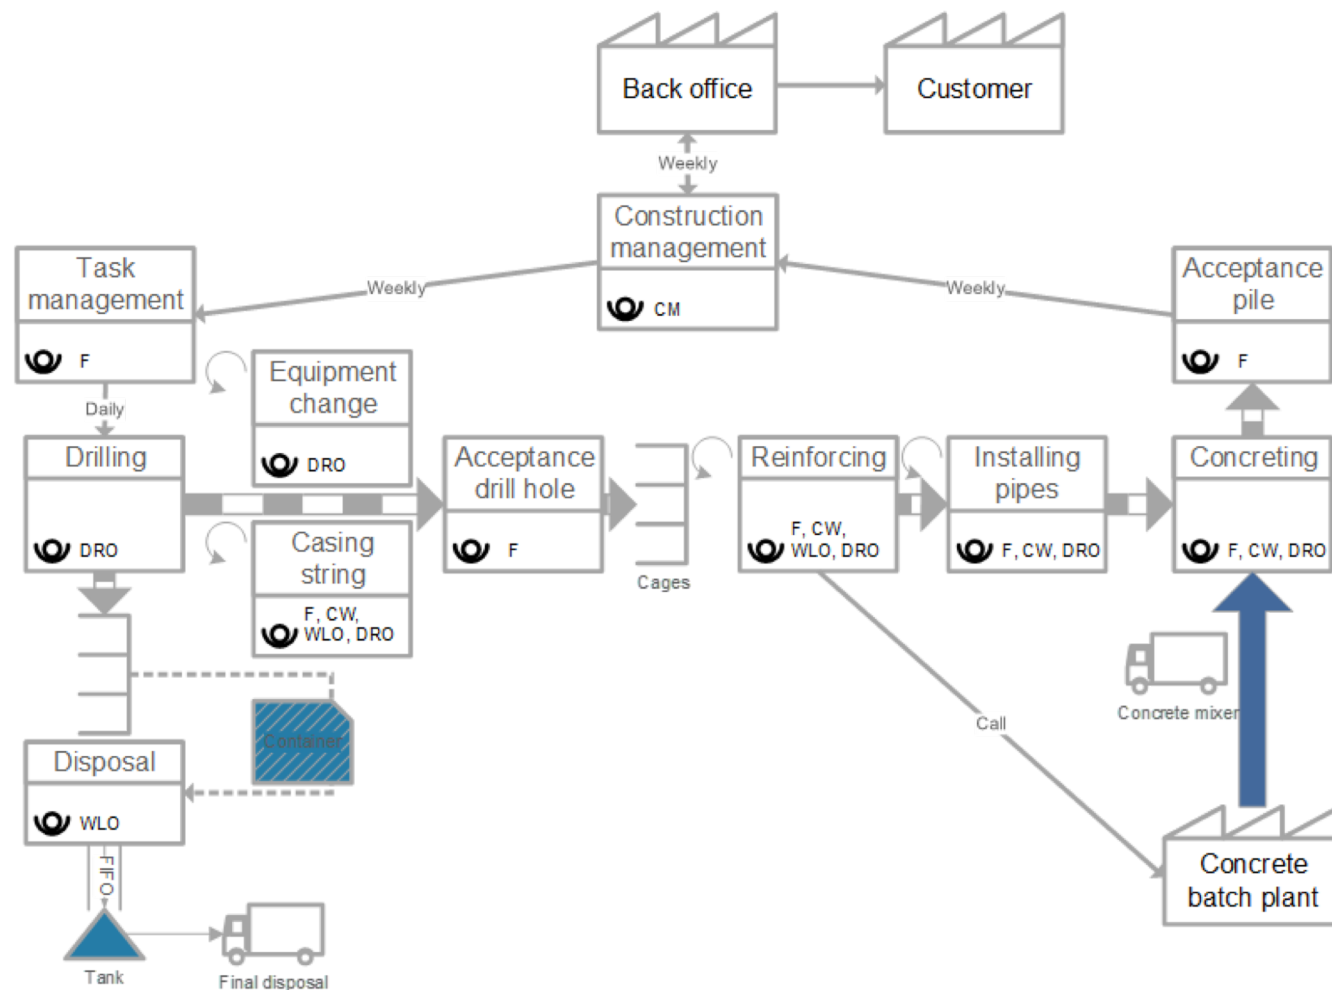 Back office
Customer
Weekly
Construction
management
CM
Task
management
F
Weekly
Weekly
Acceptance
pile
F
Daily
Equipment
change
DRO
Drilling
DRO
Acceptance
drill hole
F
Cages
Reinforcing
F, CW,
WLO, DRO
Installing
pipes
F, CW, DRO
Concreting
F, CW, DRO
Casing
string
F, CW,
WLO, DRO
Container
Concrete mixer
Call
Disposal
WLO
FIFO
Tank
Final disposal
Concrete
batch plant